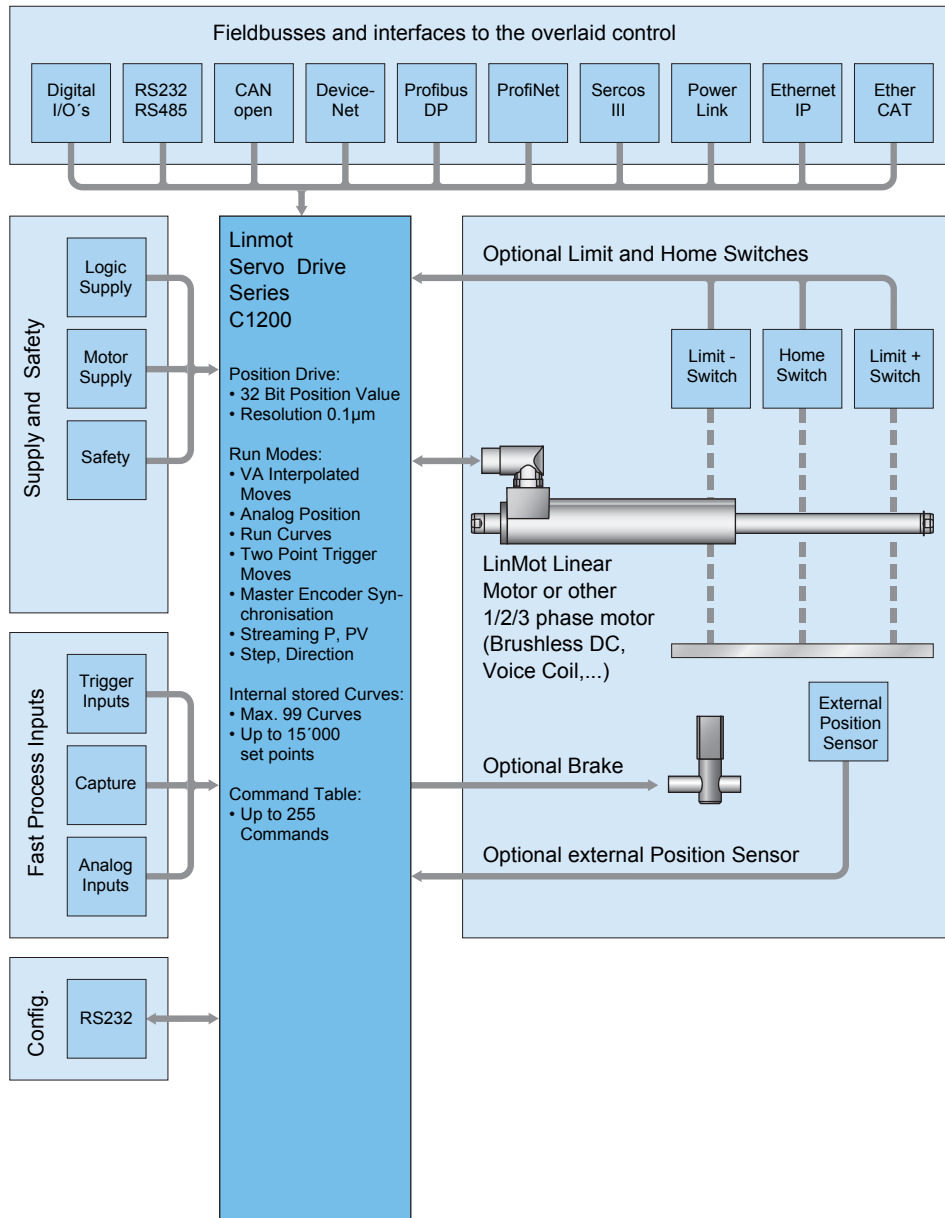 Fieldbusses and interfaces to the overlaid control
Digital
I/O´s
RS232
RS485
CAN
open
Device-
Net
Profibus
DP
ProfiNet
Sercos
III
Power
Link
Ethernet
IP
Ether
CAT
Supply and Safety
Logic
Supply
Motor
Supply
Safety
Fast Process Inputs
Trigger
Inputs
Capture
Analog
Inputs
Config.
RS232
Linmot
Servo Drive
Series
C1200
Position Drive:
• 32 Bit Position Value
• Resolution 0.1µm
Run Modes:
• VA Interpolated
Moves
• Analog Position
• Run Curves
• Two Point Trigger
Moves
• Master Encoder Syn-
chronisation
• Streaming P, PV
• Step, Direction
Internal stored Curves:
• Max. 99 Curves
• Up to 15´000
set points
Command Table:
• Up to 255
Commands
Optional Limit and Home Switches
Limit -
Switch
Home
Switch
Limit +
Switch
LinMot Linear
Motor or other
1/2/3 phase motor
(Brushless DC,
Voice Coil,...)
External
Position
Sensor
Optional Brake
Optional external Position Sensor